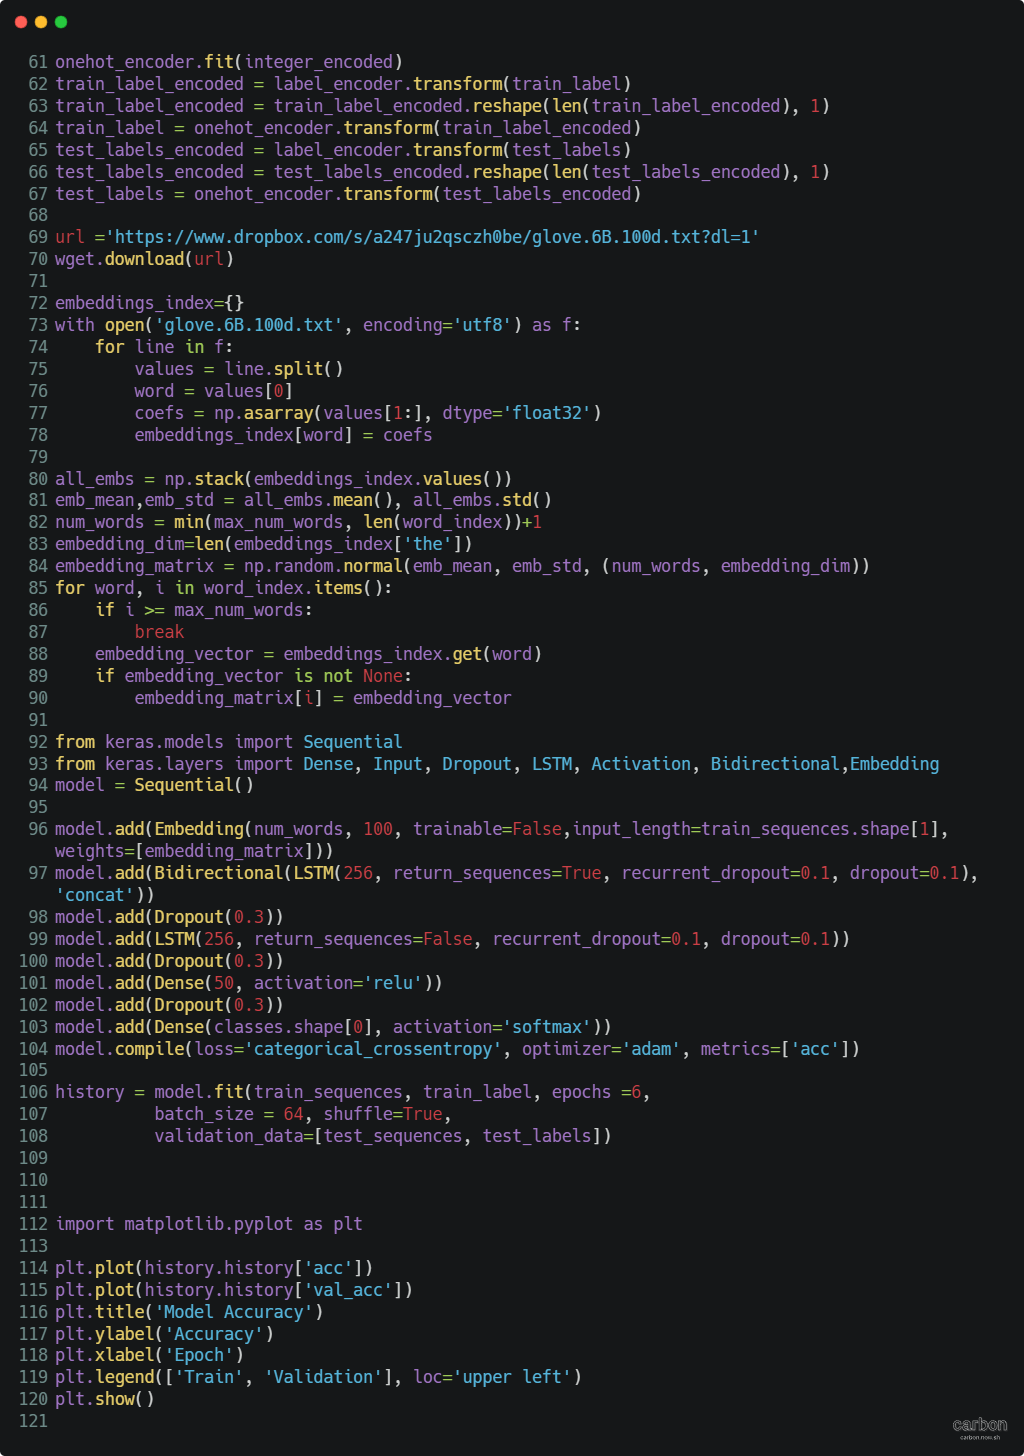 61 onehot_encoder.fit(integer_encoded)
62 train_label_encoded = label_encoder.transform(train_label)
63 train_label_encoded = train_label_encoded.reshape(len(train_label_encoded), 1)
64 train_label = onehot_encoder.transform(train_label_encoded)
65 test_labels_encoded = label_encoder.transform(test_labels)
66 test_labels_encoded = test_labels_encoded.reshape(len(test_labels_encoded), 1)
67 test_labels = onehot_encoder.transform(test_labels_encoded)
68
69 url ='https://www.dropbox.com/s/a247ju2qsczh0be/glove.6B.100d.txt?dl=1'
70 wget.download(url)
71
72 embeddings_index={}
73 with open('glove.6B.100d.txt', encoding='utf8') as f:
74     for line in f:
75         values = line.split()
76         word = values[0]
77         coefs = np.asarray(values[1:], dtype='float32')
78         embeddings_index[word] = coefs
79
80 all_embs = np.stack(embeddings_index.values())
81 emb_mean,emb_std = all_embs.mean(), all_embs.std()
82 num_words = min(max_num_words, len(word_index))+1
83 embedding_dim=len(embeddings_index['the'])
84 embedding_matrix = np.random.normal(emb_mean, emb_std, (num_words, embedding_dim))
85 for word, i in word_index.items():
86     if i >= max_num_words:
87         break
88     embedding_vector = embeddings_index.get(word)
89     if embedding_vector is not None:
90         embedding_matrix[i] = embedding_vector
91
92 from keras.models import Sequential
93 from keras.layers import Dense, Input, Dropout, LSTM, Activation, Bidirectional,Embedding
94 model = Sequential()
95
96 model.add(Embedding(num_words, 100, trainable=False,input_length=train_sequences.shape[1],
weights=[embedding_matrix]))
97 model.add(Bidirectional(LSTM(256, return_sequences=True, recurrent_dropout=0.1, dropout=0.1),
'concat'))
98 model.add(Dropout(0.3))
99 model.add(LSTM(256, return_sequences=False, recurrent_dropout=0.1, dropout=0.1))
100 model.add(Dropout(0.3))
101 model.add(Dense(50, activation='relu'))
102 model.add(Dropout(0.3))
103 model.add(Dense(classes.shape[0], activation='softmax'))
104 model.compile(loss='categorical_crossentropy', optimizer='adam', metrics=['acc'])
105
106 history = model.fit(train_sequences, train_label, epochs =6,
107           batch_size = 64, shuffle=True,
108           validation_data=[test_sequences, test_labels])
109
110
111
112 import matplotlib.pyplot as plt
113
114 plt.plot(history.history['acc'])
115 plt.plot(history.history['val_acc'])
116 plt.title('Model Accuracy')
117 plt.ylabel('Accuracy')
118 plt.xlabel('Epoch')
119 plt.legend(['Train', 'Validation'], loc='upper left')
120 plt.show()
121
carbon
carbon.now.sh